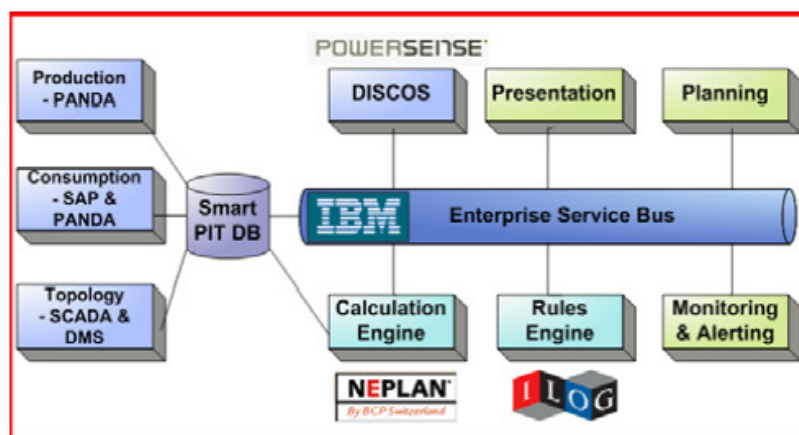 POWERSENSE
Production
- PANDA
DISCOS
Presentation
Planning
Consumption
- SAP &
PANDA
Smart
PIT DB
IBM
Enterprise Service Bus
Topology
- SCADA &
DMS
Calculation
Engine
Rules
Engine
Monitoring
& Alerting
NEPLAN®
By BCP Switzerland
ILOG